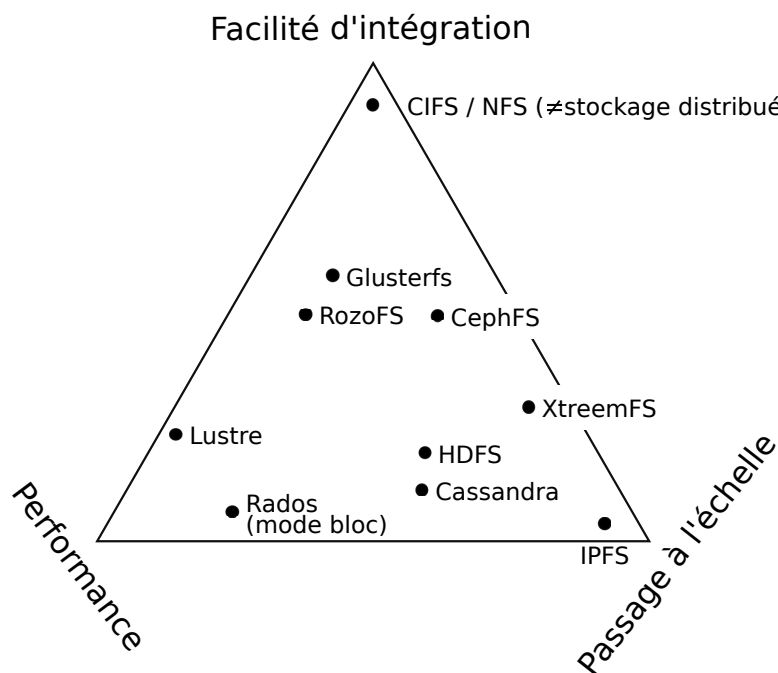 Facilité d'intégration
CIFS / NFS (≠stockage distribué
Glusterfs
RozoFS
CephFS
XtreemFS
Lustre
HDFS
Cassandra
Rados
(mode bloc)
IPFS
Performance
Passage à l'échelle